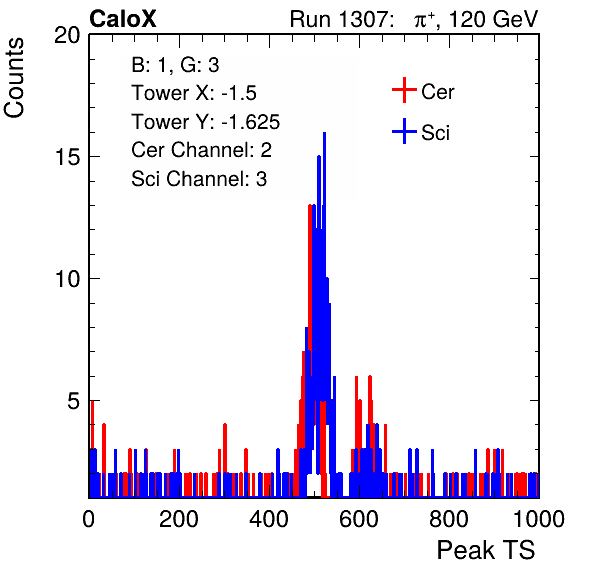 CaloX Run 1307: π⁺, 120 GeV
20
Counts
B: 1, G: 3
Tower X: -1.5
Cer
Tower Y: -1.625
Sci
Cer Channel: 2
15
Sci Channel: 3
10
5
0 200 400 600 800 1000
Peak TS